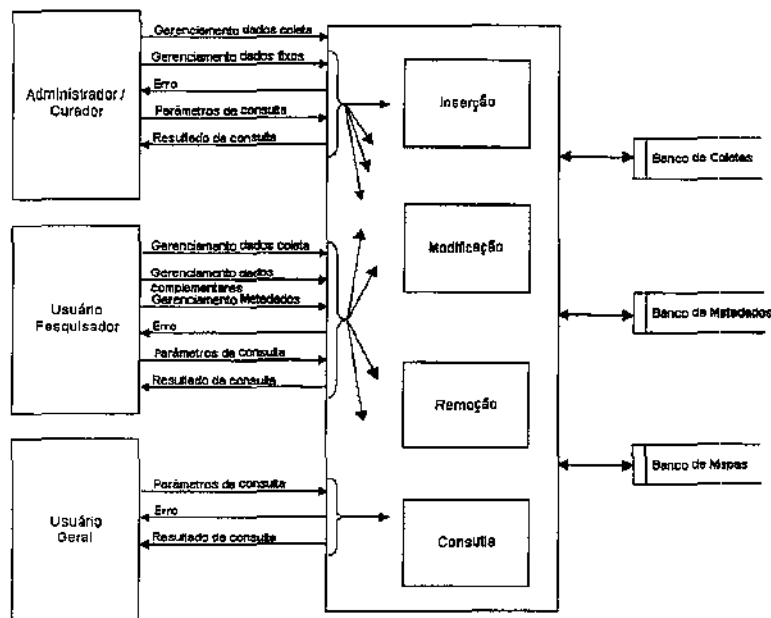 Gerenciamento dados coleta
Gerenciamento dados fixos
Erro
Parâmetros de consulta
Resultado da consulta
Administrador /
Curador
Inserção
Banco de Coletas
Gerenciamento dados coleta
Gerenciamento dados
complementares
Gerenciamento Metadados
Erro
Parâmetros de consulta
Resultado da consulta
Usuário
Pesquisador
Modificação
Banco de Metadados
Remoção
Banco de Mapas
Parâmetros de consulta
Erro
Resultado de consulta
Usuário
Geral
Consulta